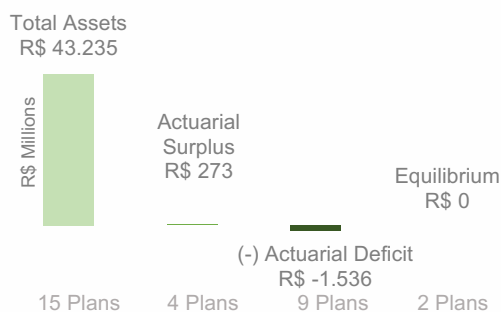 Total Assets
R$ 43.235
R$ Millions
Actuarial
Surplus
R$ 273
Equilibrium
R$ 0
(-) Actuarial Deficit
R$ -1.536
15 Plans
4 Plans
9 Plans
2 Plans